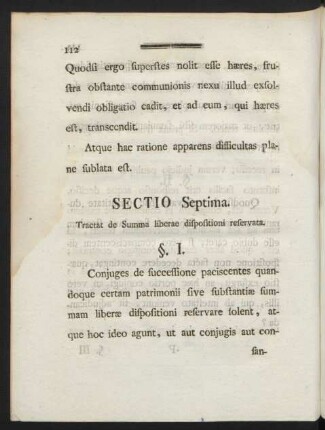 112
Quodsi ergo superstes nolit esse hæres, fru-
stra obstante communionis nexu illud exsol-
vendi obligatio cadit, et ad eum, qui hæres
est, transcendit.
Atque hac ratione apparens difficultas pla-
ne sublata est.
SECTIO Septima.
Tractat de Summa liberae dispositioni reservata.
§. I.
Conjuges de successione paciscentes quan-
doque certam patrimonii sive substantiæ sum-
mam liberæ dispositioni reservare solent, at-
que hoc ideo agunt, ut aut conjugis aut con-
san-